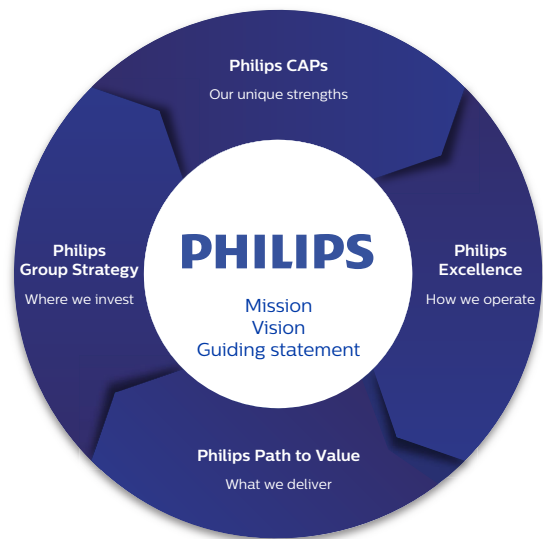 Philips CAPs
Our unique strengths
Philips
Group Strategy
Where we invest
PHILIPS
Mission
Vision
Guiding statement
Philips
Excellence
How we operate
Philips Path to Value
What we deliver